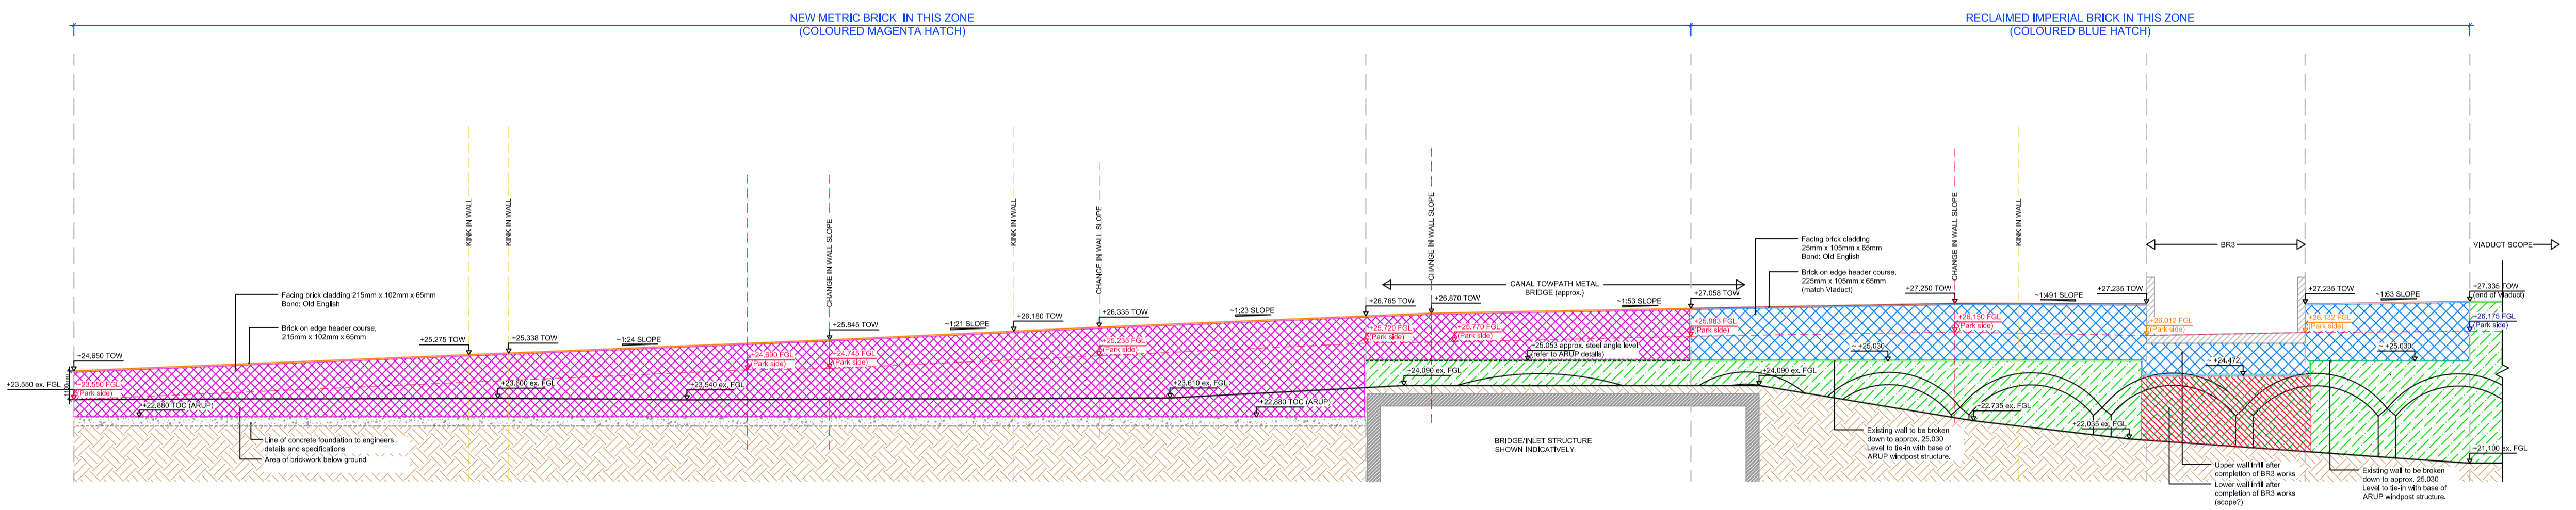 NEW METRIC BRICK IN THIS ZONE
(COLOURED MAGENTA HATCH)
RECLAIMED IMPERIAL BRICK IN THIS ZONE
(COLOURED BLUE HATCH)
KINK IN WALL
KINK IN WALL
CHANGE IN WALL SLOPE
KINK IN WALL
CHANGE IN WALL SLOPE
CHANGE IN WALL SLOPE
CHANGE IN WALL SLOPE
KINK IN WALL
BR3
VIADUCT SCOPE
Facing brick cladding
25mm x 105mm x 65mm
Bond: Old English
Brick on edge header course,
225mm x 105mm x 65mm
(match Viaduct)
CANAL TOWPATH METAL
BRIDGE (approx.)
Facing brick cladding 215mm x 102mm x 65mm
Bond: Old English
Brick on edge header course,
215mm x 102mm x 65mm
+24,650 TOW
+25,275 TOW
+25,338 TOW
~1:24 SLOPE
+25,845 TOW
~1:21 SLOPE
+26,180 TOW
+26,335 TOW
~1:23 SLOPE
+26,765 TOW
+26,870 TOW
~1:53 SLOPE
+27,058 TOW
+27,250 TOW
~1:491 SLOPE
+27,235 TOW
+27,235 TOW
~1:63 SLOPE
+27,335 TOW
(end of Viaduct)
+23,550 ex. FGL
+23,550 FGL
(Park side)
+24,690 FGL
(Park side)
+24,745 FGL
(Park side)
+25,235 FGL
(Park side)
+25,720 FGL
(Park side)
+25,770 FGL
(Park side)
+25,983 FGL
(Park side)
+26,150 FGL
(Park side)
+26,012 FGL
(Park side)
+26,132 FGL
(Park side)
+26,175 FGL
(Park side)
+25,053 approx. steel angle level
(refer to ARUP details)
~ +25,030
~ +25,030
~ +24,472
+23,600 ex. FGL
+23,540 ex. FGL
+23,610 ex. FGL
+24,090 ex. FGL
+24,090 ex. FGL
+22,735 ex. FGL
+22,035 ex. FGL
+21,100 ex. FGL
+22,880 TOC (ARUP)
+22,880 TOC (ARUP)
Line of concrete foundation to engineers
details and specifications
Area of brickwork below ground
BRIDGE/INLET STRUCTURE
SHOWN INDICATIVELY
Existing wall to be broken
down to approx. 25,030
Level to tie-in with base of
ARUP windpost structure.
Upper wall infill after
completion of BR3 works
Lower wall infill after
completion of BR3 works
(scope?)
Existing wall to be broken
down to approx. 25,030
Level to tie-in with base of
ARUP windpost structure.